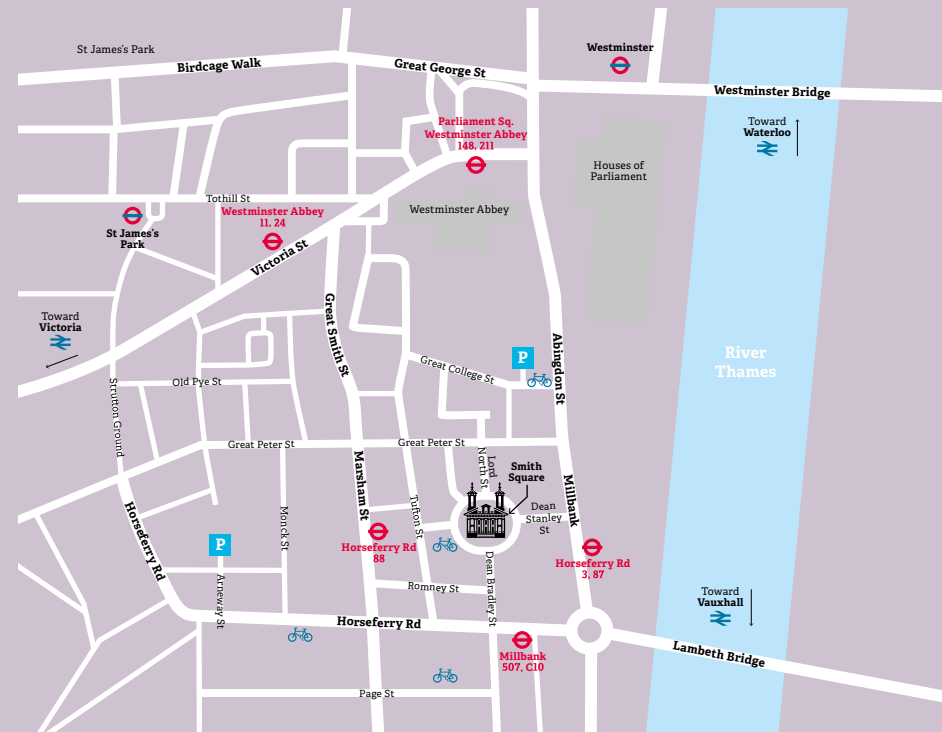 St James's Park
Birdcage Walk
Great George St
Westminster
Westminster Bridge
Toward
Waterloo
Parliament Sq.
Westminster Abbey
148, 211
Houses of
Parliament
Tothill St
Westminster Abbey
11, 24
Westminster Abbey
St James's
Park
Victoria St
Toward
Victoria
Great Smith St
Abingdon St
River
Thames
P
Great College St
Old Pye St
Strutton Ground
Great Peter St
Great Peter St
Lord
North St
Smith
Square
Marsham St
Millbank
Monck St
Tufton St
Dean
Stanley
St
Horseferry Rd
P
Horseferry Rd
88
Horseferry Rd
3, 87
Arneway St
Romney St
Dean Bradley St
Toward
Vauxhall
Horseferry Rd
Millbank
507, C10
Lambeth Bridge
Page St